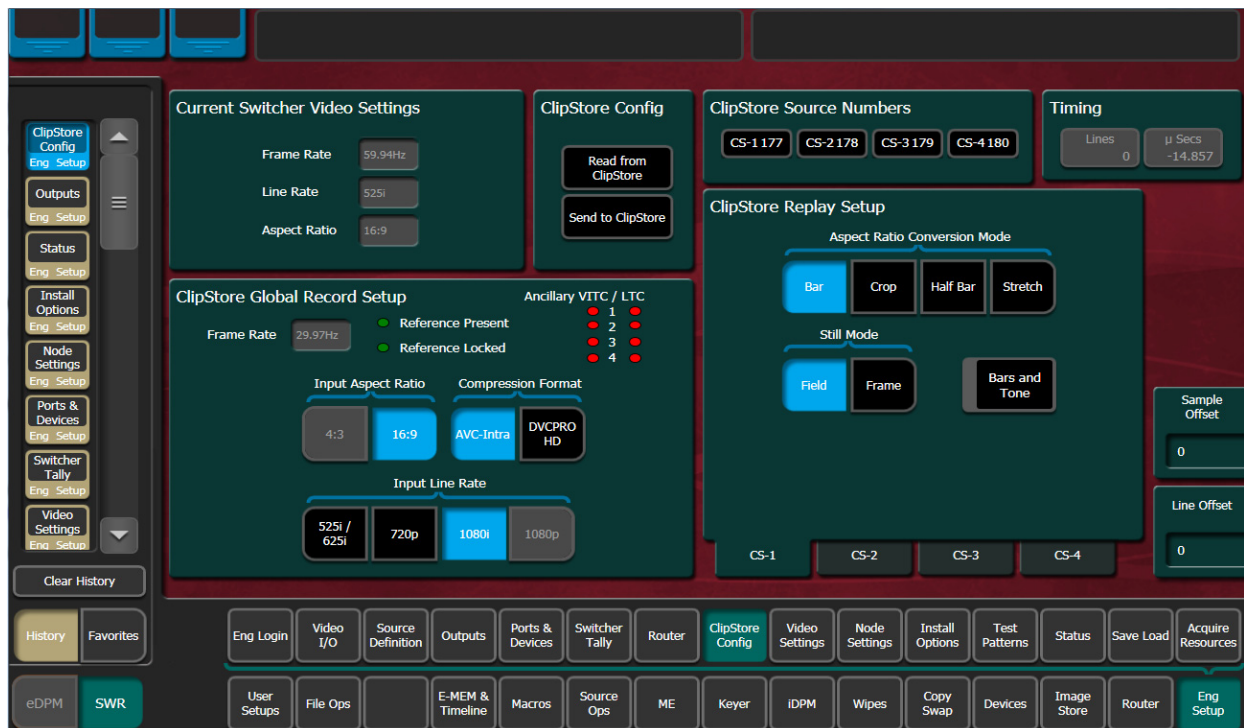 ClipStore
Config
Eng Setup
Outputs
Eng Setup
Status
Eng Setup
Install
Options
Eng Setup
Node
Settings
Eng Setup
Ports &
Devices
Eng Setup
Switcher
Tally
Eng Setup
Video
Settings
Eng Setup
Clear History
History
Favorites
eDPM
SWR
Current Switcher Video Settings
Frame Rate 59.94Hz
Line Rate 525i
Aspect Ratio 16:9
ClipStore Config
Read from
ClipStore
Send to ClipStore
ClipStore Source Numbers
CS-1 177 CS-2 178 CS-3 179 CS-4 180
Timing
Lines
0
µ Secs
-14.857
ClipStore Global Record Setup
Frame Rate 29.97Hz
Reference Present
Reference Locked
Ancillary VITC / LTC
1
2
3
4
Input Aspect Ratio
4:3
16:9
Compression Format
AVC-Intra
DVCPRO
HD
Input Line Rate
525i /
625i
720p
1080i
1080p
ClipStore Replay Setup
Aspect Ratio Conversion Mode
Bar
Crop
Half Bar
Stretch
Still Mode
Field
Frame
Bars and
Tone
CS-1
CS-2
CS-3
CS-4
Sample
Offset
0
Line Offset
0
Eng Login
Video
I/O
Source
Definition
Outputs
Ports &
Devices
Switcher
Tally
Router
ClipStore
Config
Video
Settings
Node
Settings
Install
Options
Test
Patterns
Status
Save Load
Acquire
Resources
User
Setups
File Ops
E-MEM &
Timeline
Macros
Source
Ops
ME
Keyer
iDPM
Wipes
Copy
Swap
Devices
Image
Store
Router
Eng
Setup